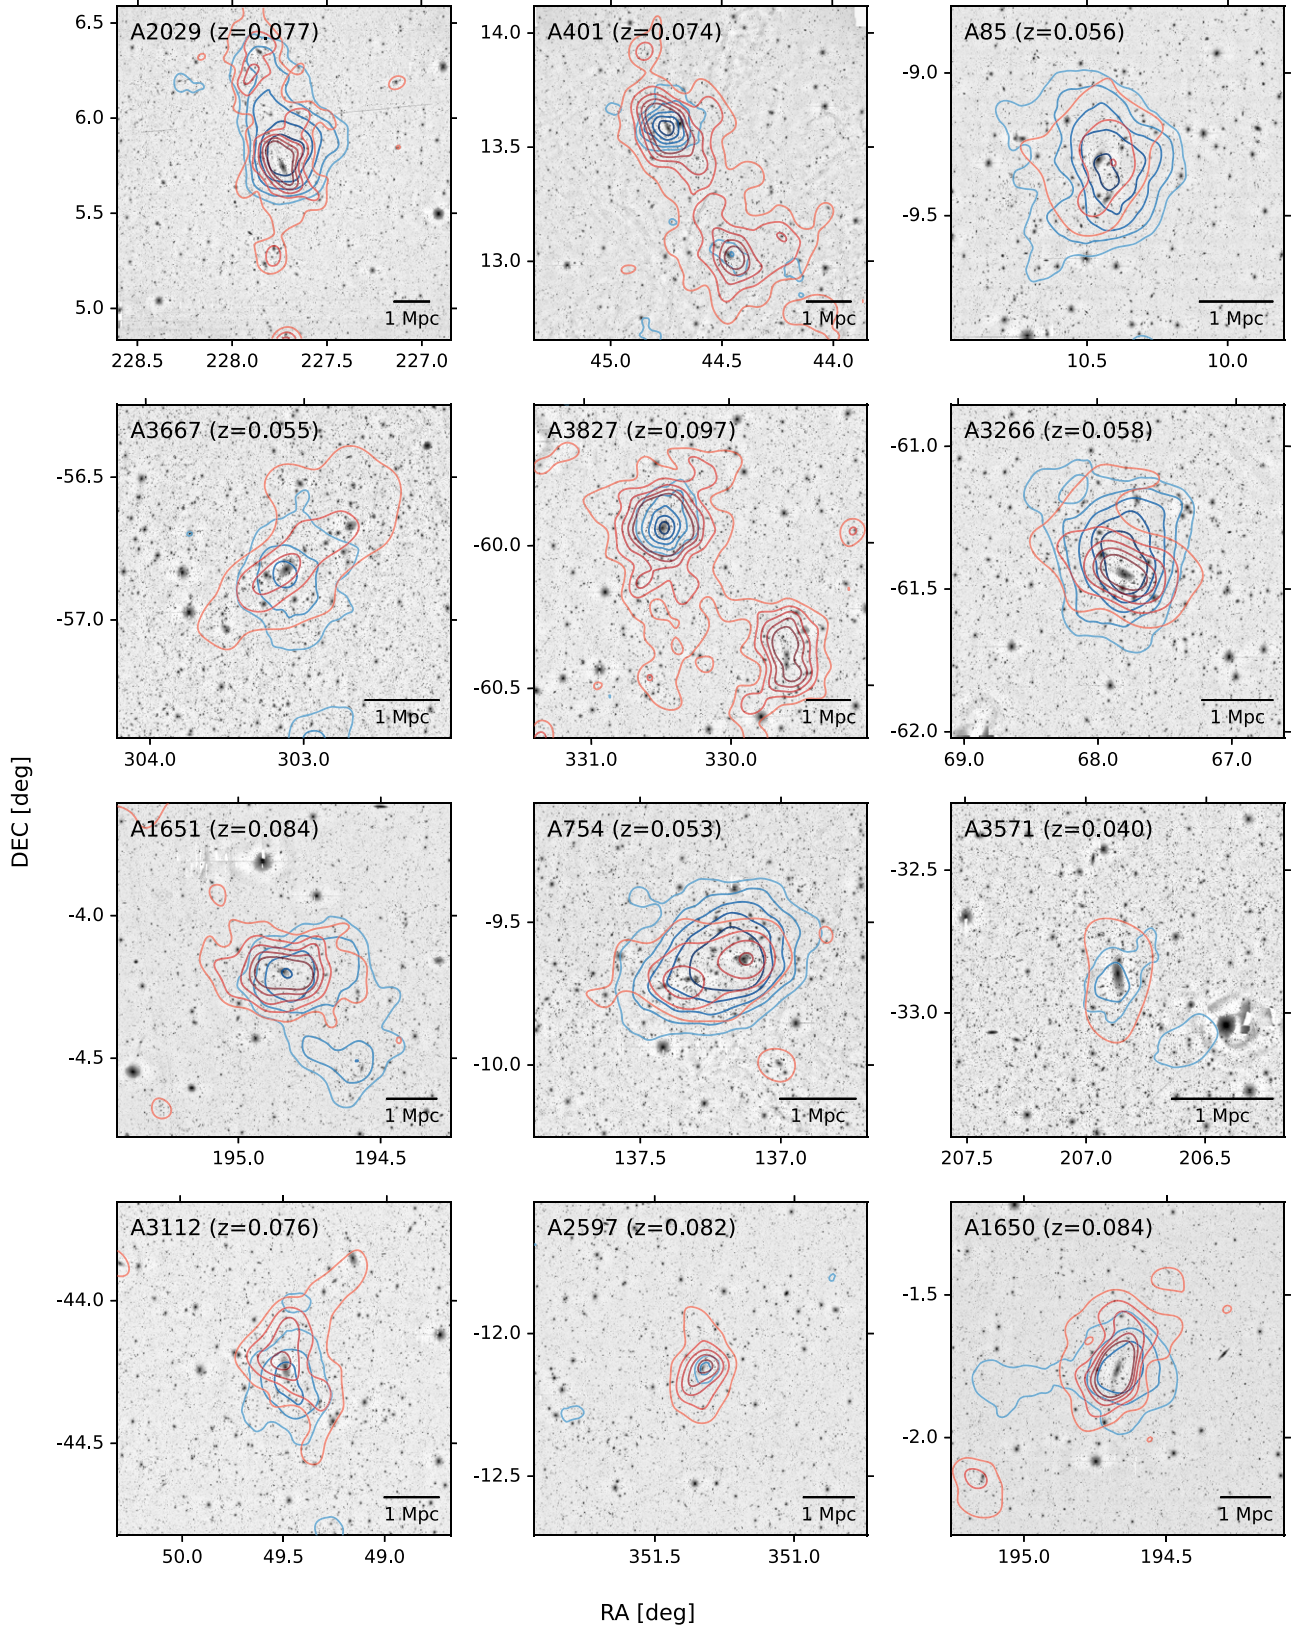 A2029 (z=0.077)
6.5
6.0
5.5
5.0
1 Mpc
228.5 228.0 227.5 227.0
A401 (z=0.074)
14.0
13.5
13.0
1 Mpc
45.0 44.5 44.0
A85 (z=0.056)
-9.0
-9.5
1 Mpc
10.5 10.0
A3667 (z=0.055)
-56.5
-57.0
1 Mpc
304.0 303.0
A3827 (z=0.097)
-60.0
-60.5
1 Mpc
331.0 330.0
A3266 (z=0.058)
-61.0
-61.5
-62.0
1 Mpc
69.0 68.0 67.0
DEC [deg]
A1651 (z=0.084)
-4.0
-4.5
1 Mpc
195.0 194.5
A754 (z=0.053)
-9.5
-10.0
1 Mpc
137.5 137.0
A3571 (z=0.040)
-32.5
-33.0
1 Mpc
207.5 207.0 206.5
A3112 (z=0.076)
-44.0
-44.5
1 Mpc
50.0 49.5 49.0
A2597 (z=0.082)
-12.0
-12.5
1 Mpc
351.5 351.0
A1650 (z=0.084)
-1.5
-2.0
1 Mpc
195.0 194.5
RA [deg]